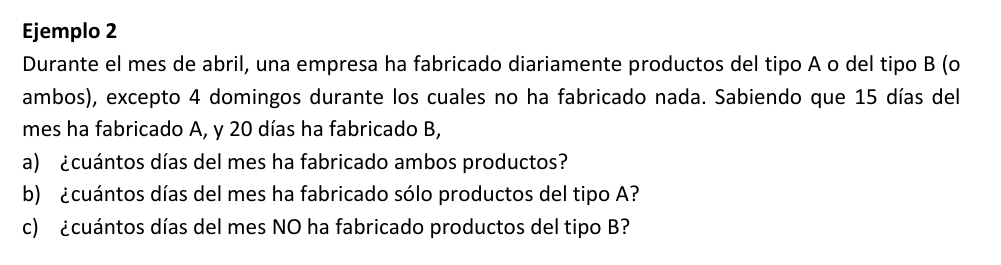 Ejemplo 2
Durante el mes de abril, una empresa ha fabricado diariamente productos del tipo A o del tipo B (o
ambos), excepto 4 domingos durante los cuales no ha fabricado nada. Sabiendo que 15 días del
mes ha fabricado A, y 20 días ha fabricado B,
a) ¿cuántos días del mes ha fabricado ambos productos?
b) ¿cuántos días del mes ha fabricado sólo productos del tipo A?
c) ¿cuántos días del mes NO ha fabricado productos del tipo B?